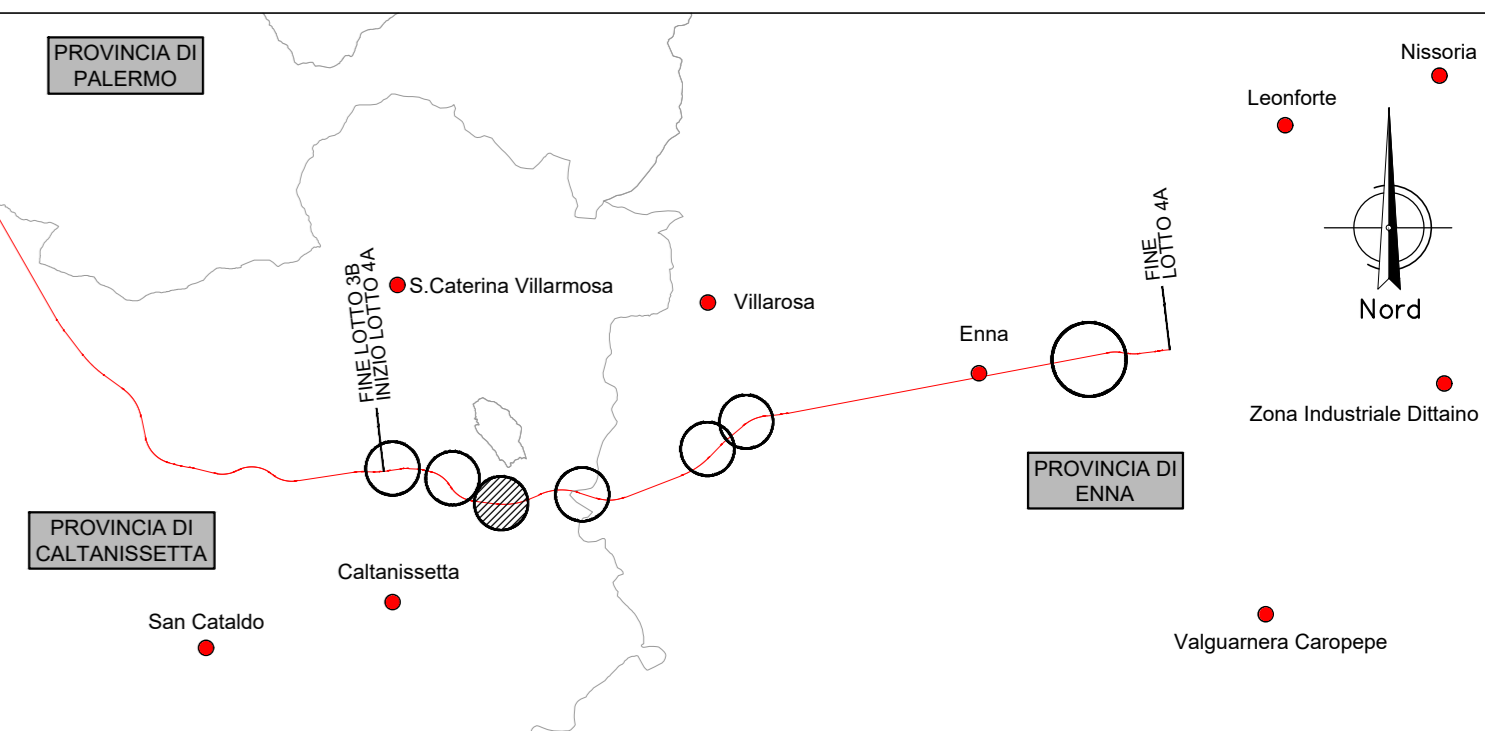 PROVINCIA DI
PALERMO
Nissoria
Leonforte
Nord
FINE
LOTTO 4A
FINE LOTTO 3B
INIZIO LOTTO 4A
S.Caterina Villarmosa
Villarosa
Enna
Zona Industriale Dittaino
PROVINCIA DI
ENNA
PROVINCIA DI
CALTANISSETTA
Caltanissetta
San Cataldo
Valguarnera Caropepe